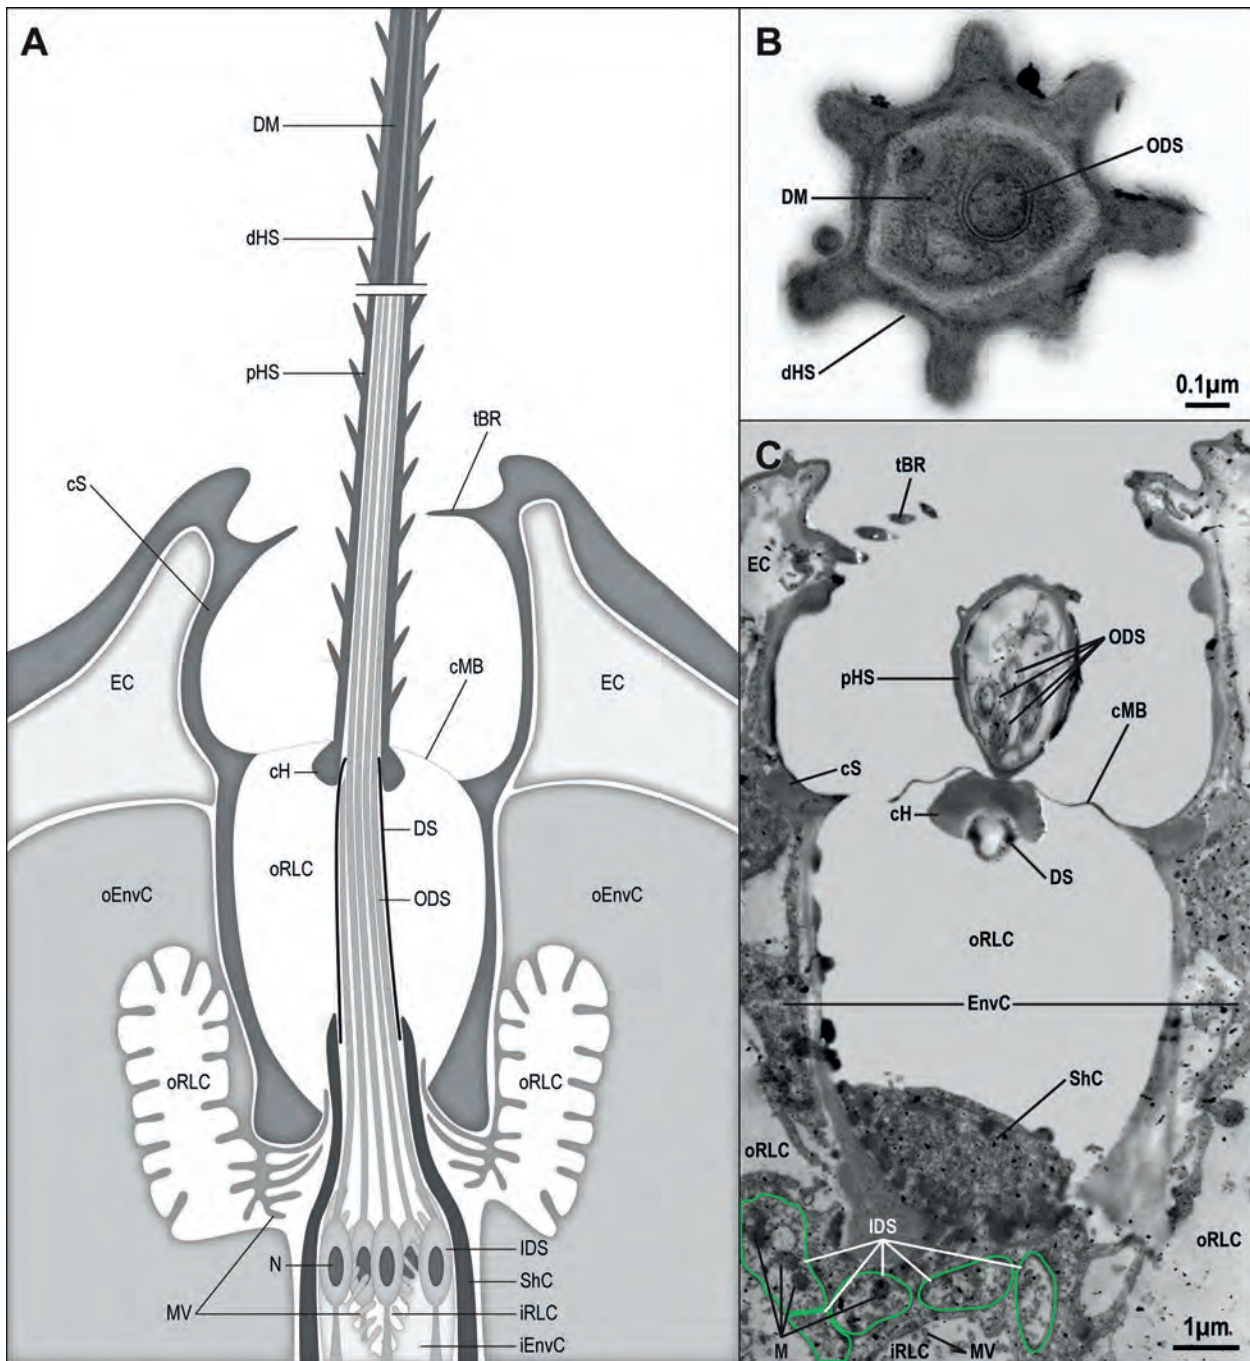 A
DM
dHS
pHS
tBR
cS
EC
EC
cMB
cH
DS
oRLC
ODS
oEnvC
oEnvC
oRLC
oRLC
N
IDS
ShC
MV
iRLC
iEnvC
B
ODS
DM
dHS
0.1µm
C
tBR
EC
ODS
pHS
cMB
cS
cH
DS
oRLC
EnvC
ShC
oRLC
IDS
oRLC
M
iRLC
MV
1µm